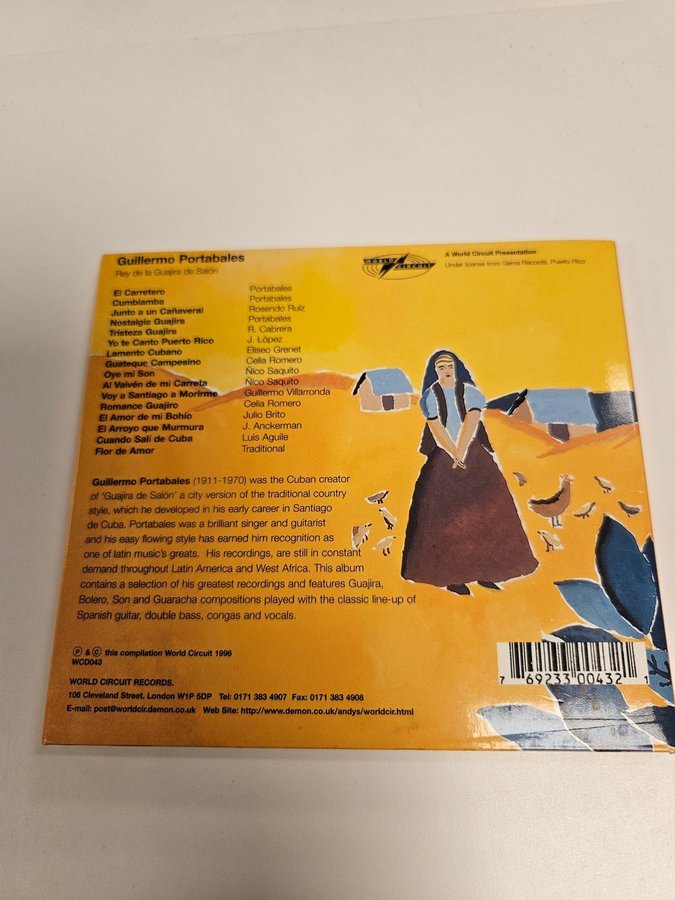 Guillermo Portabales
Rey de la Guajira de Salón
WORLD CIRCUIT
A World Circuit Presentation
Under license from Gema Records, Puerto Rico
El Carretero Portabales
Cumbiamba Portabales
Junto a un Cañaveral Rosendo Ruiz
Nostalgia Guajira Portabales
Tristeza Guajira R. Cabrera
Yo te Canto Puerto Rico J. López
Lamento Cubano Eliseo Grenet
Guateque Campesino Celia Romero
Oye mi Son Ñico Saquito
Al Vaivén de mi Carreta Ñico Saquito
Voy a Santiago a Morirme Guillermo Villarronda
Romance Guajiro Celia Romero
El Amor de mi Bohío Julio Brito
El Arroyo que Murmura J. Anckerman
Cuando Salí de Cuba Luis Aguile
Flor de Amor Traditional
Guillermo Portabales (1911-1970) was the Cuban creator
of 'Guajira de Salón' a city version of the traditional country
style, which he developed in his early career in Santiago
de Cuba. Portabales was a brilliant singer and guitarist
and his easy flowing style has earned him recognition as
one of latin music's greats. His recordings, are still in constant
demand throughout Latin America and West Africa. This album
contains a selection of his greatest recordings and features Guajira,
Bolero, Son and Guaracha compositions played with the classic line-up of
Spanish guitar, double bass, congas and vocals.
℗ & © this compilation World Circuit 1996
WCD043
WORLD CIRCUIT RECORDS.
106 Cleveland Street. London W1P 5DP Tel: 0171 383 4907 Fax: 0171 383 4908
E-mail: post@worldcir.demon.co.uk Web Site: http://www.demon.co.uk/andys/worldcir.html
7 69233 00432 1